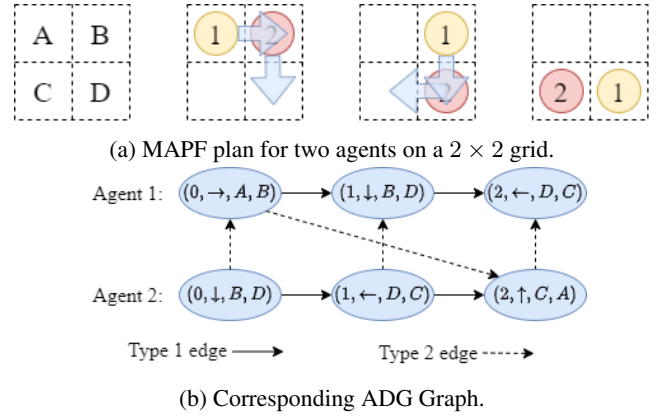 A B 1 2 1
C D 2 2 1
(a) MAPF plan for two agents on a 2 × 2 grid.
Agent 1: (0, →, A, B) (1, ↓, B, D) (2, ←, D, C)
Agent 2: (0, ↓, B, D) (1, ←, D, C) (2, ↑, C, A)
Type 1 edge Type 2 edge
(b) Corresponding ADG Graph.